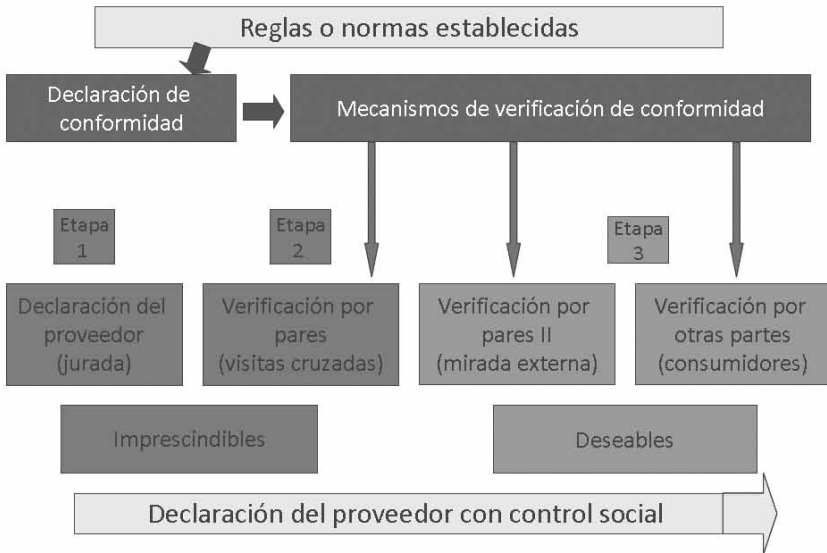 Reglas o normas establecidas
Declaración de
conformidad
Mecanismos de verificación de conformidad
Etapa
1
Etapa
2
Etapa
3
Declaración del
proveedor
(jurada)
Verificación por
pares
(visitas cruzadas)
Verificación por
pares II
(mirada externa)
Verificación por
otras partes
(consumidores)
Imprescindibles
Deseables
Declaración del proveedor con control social